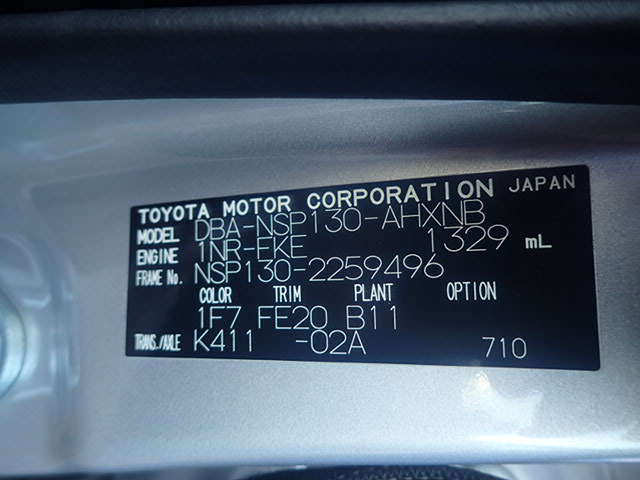 TOYOTA MOTOR CORPORATION JAPAN
MODEL DBA-NSP130-AHXNB
ENGINE 1NR-FKE 1329 mL
FRAME No. NSP130-2259496
COLOR TRIM PLANT OPTION
1F7 FE20 B11
TRANS./AXLE K411 -02A 710